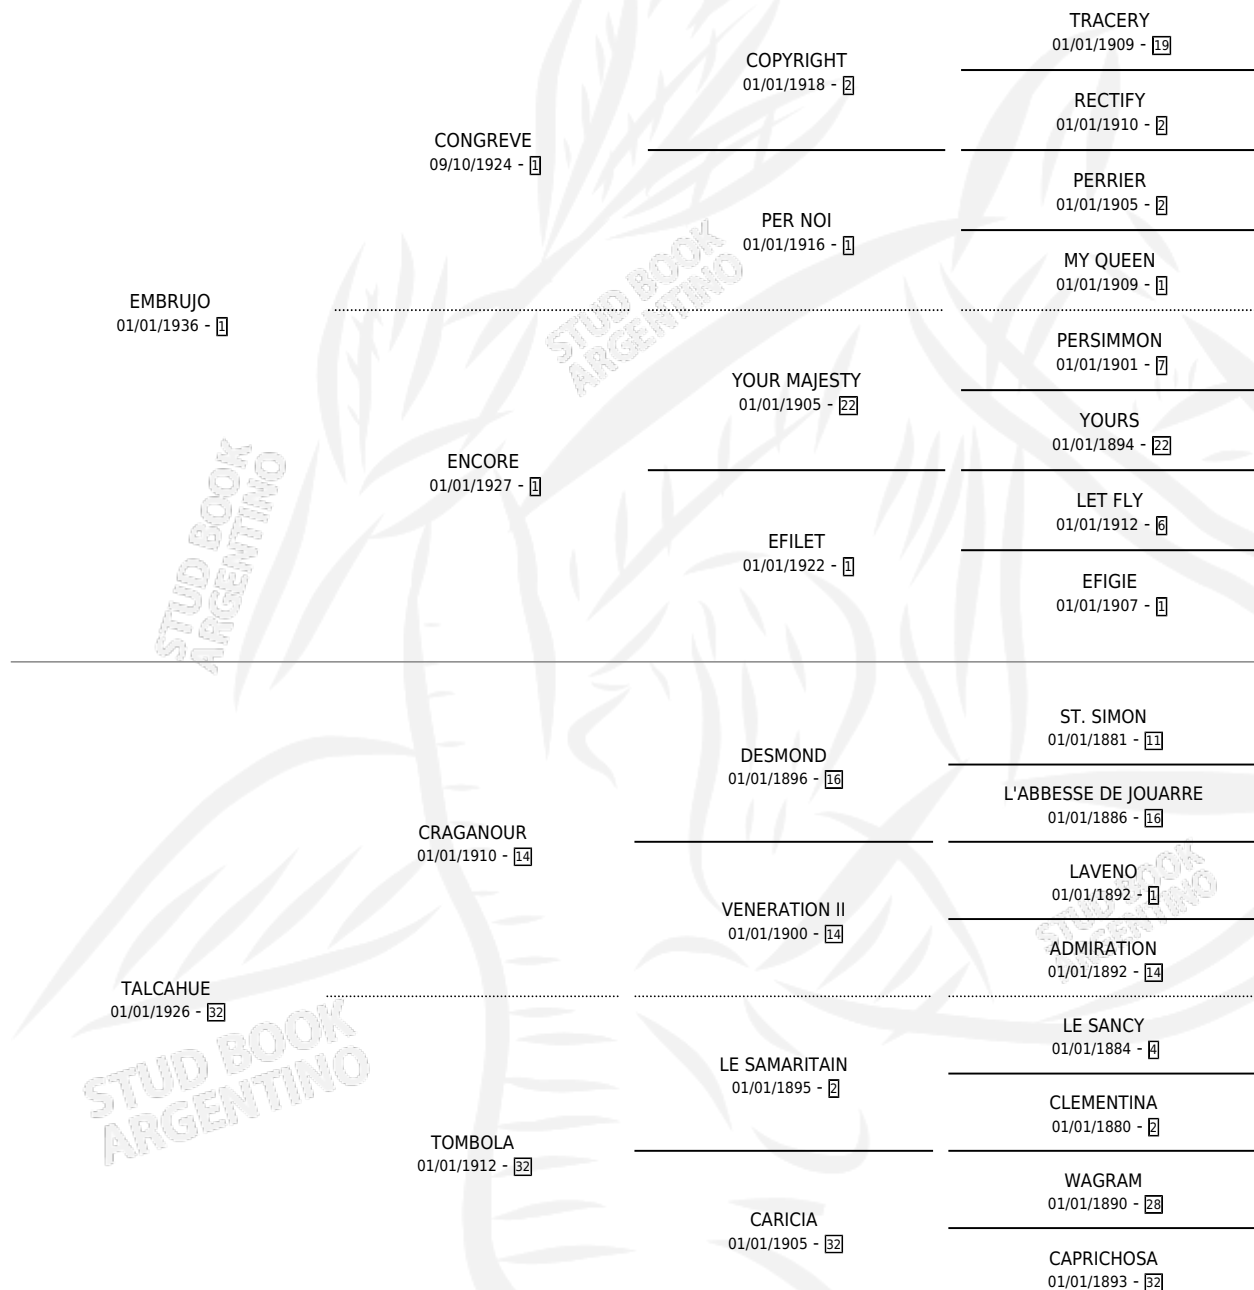 TRACERY
01/01/1909 - 19
COPYRIGHT
01/01/1918 - 2
RECTIFY
01/01/1910 - 2
CONGREVE
09/10/1924 - 1
PERRIER
01/01/1905 - 2
PER NOI
01/01/1916 - 1
MY QUEEN
01/01/1909 - 1
EMBRUJO
01/01/1936 - 1
PERSIMMON
01/01/1901 - 7
YOUR MAJESTY
01/01/1905 - 22
YOURS
01/01/1894 - 22
ENCORE
01/01/1927 - 1
LET FLY
01/01/1912 - 6
EFILET
01/01/1922 - 1
EFIGIE
01/01/1907 - 1
ST. SIMON
01/01/1881 - 11
DESMOND
01/01/1896 - 16
L'ABBESSE DE JOUARRE
01/01/1886 - 16
CRAGANOUR
01/01/1910 - 14
LAVENO
01/01/1892 - 1
VENERATION II
01/01/1900 - 14
ADMIRATION
01/01/1892 - 14
TALCAHUE
01/01/1926 - 32
LE SANCY
01/01/1884 - 4
LE SAMARITAIN
01/01/1895 - 2
CLEMENTINA
01/01/1880 - 2
TOMBOLA
01/01/1912 - 32
WAGRAM
01/01/1890 - 28
CARICIA
01/01/1905 - 32
CAPRICHOSA
01/01/1893 - 32
STUD BOOK
ARGENTINO
STUD BOOK
ARGENTINO
STUD BOOK
ARGENTINO
STUD BOOK
ARGENTINO